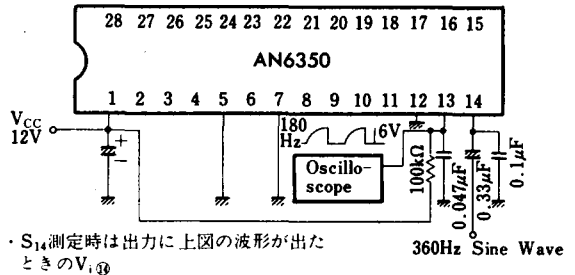 28 27 26 25 24 23 22 21 20 19 18 17 16 15
AN6350
1 2 3 4 5 6 7 8 9 10 11 12 13 14
VCC
12V
+
−
180
Hz
6V
Oscillo-
scope
100kΩ
0.047μF
0.33μF
0.1μF
360Hz Sine Wave
・S14測定時は出力に上図の波形が出た
ときのVi⑭